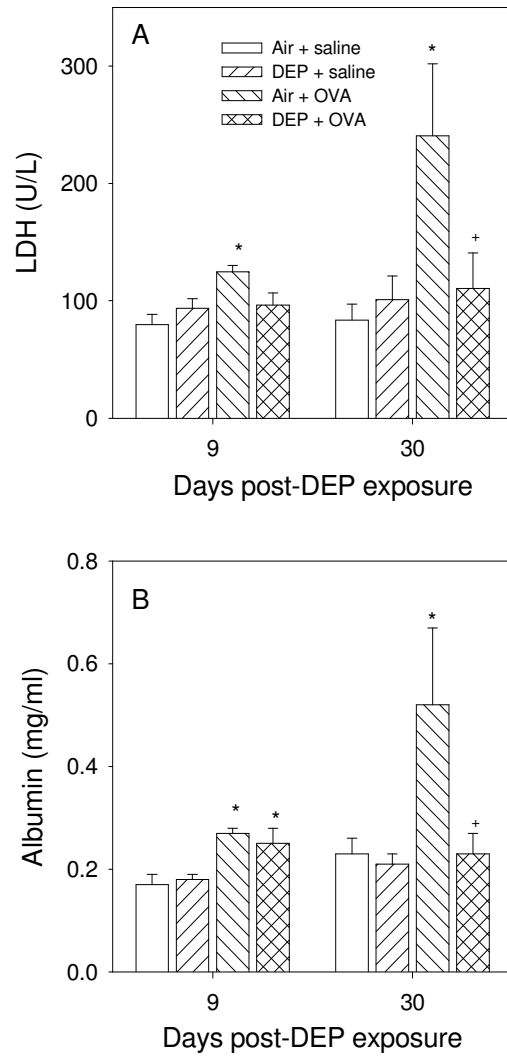 A
Air + saline
DEP + saline
Air + OVA
DEP + OVA
*
300
200
100
0
LDH (U/L)
*
+
9
30
Days post-DEP exposure
0.8
B
*
0.6
0.4
0.2
0.0
Albumin (mg/ml)
*
*
+
9
30
Days post-DEP exposure